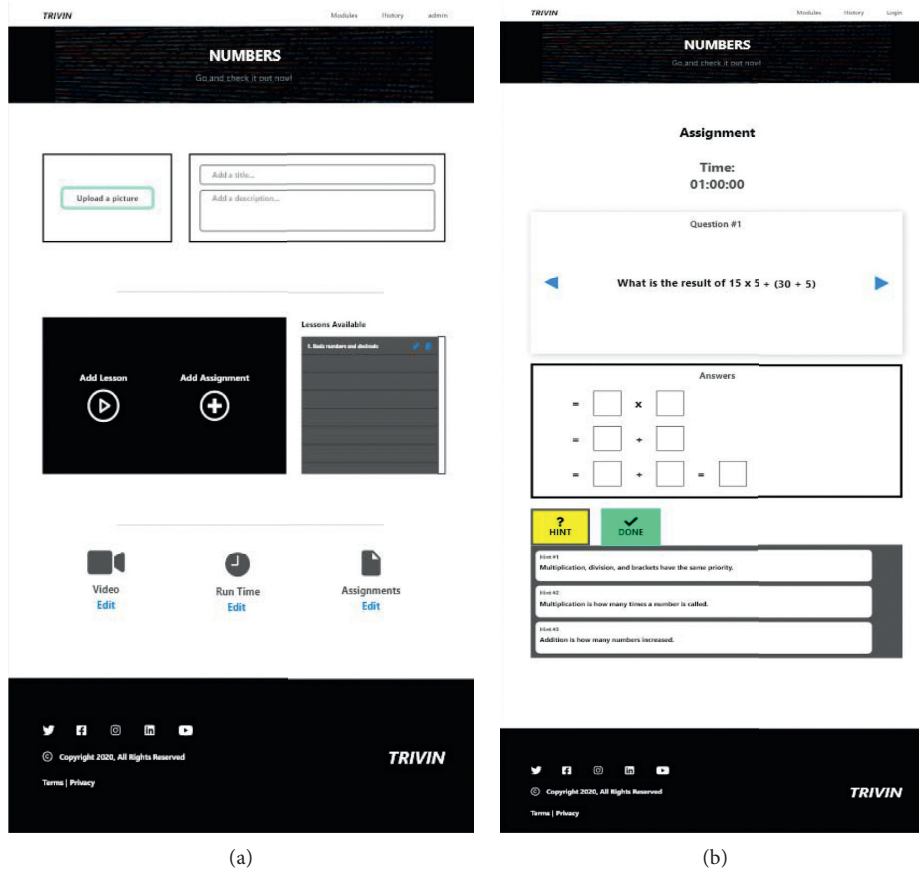 TRIVIN Modules History admin
NUMBERS
Go and check it out now!
Upload a picture
Add a title...
Add a description...
Lessons Available
1. Basic numbers and decimals
Add Lesson Add Assignment
Video Run Time Assignments
Edit Edit Edit
© Copyright 2020, All Rights Reserved
TRIVIN
Terms | Privacy
(a)
TRIVIN Modules History Login
NUMBERS
Go and check it out now!
Assignment
Time:
01:00:00
Question #1
What is the result of 15 x 5 + (30 + 5)
Answers
= x
= +
= + =
? HINT
DONE
Hint #1
Multiplication, division, and brackets have the same priority.
Hint #2
Multiplication is how many times a number is called.
Hint #3
Addition is how many numbers increased.
© Copyright 2020, All Rights Reserved
TRIVIN
Terms | Privacy
(b)